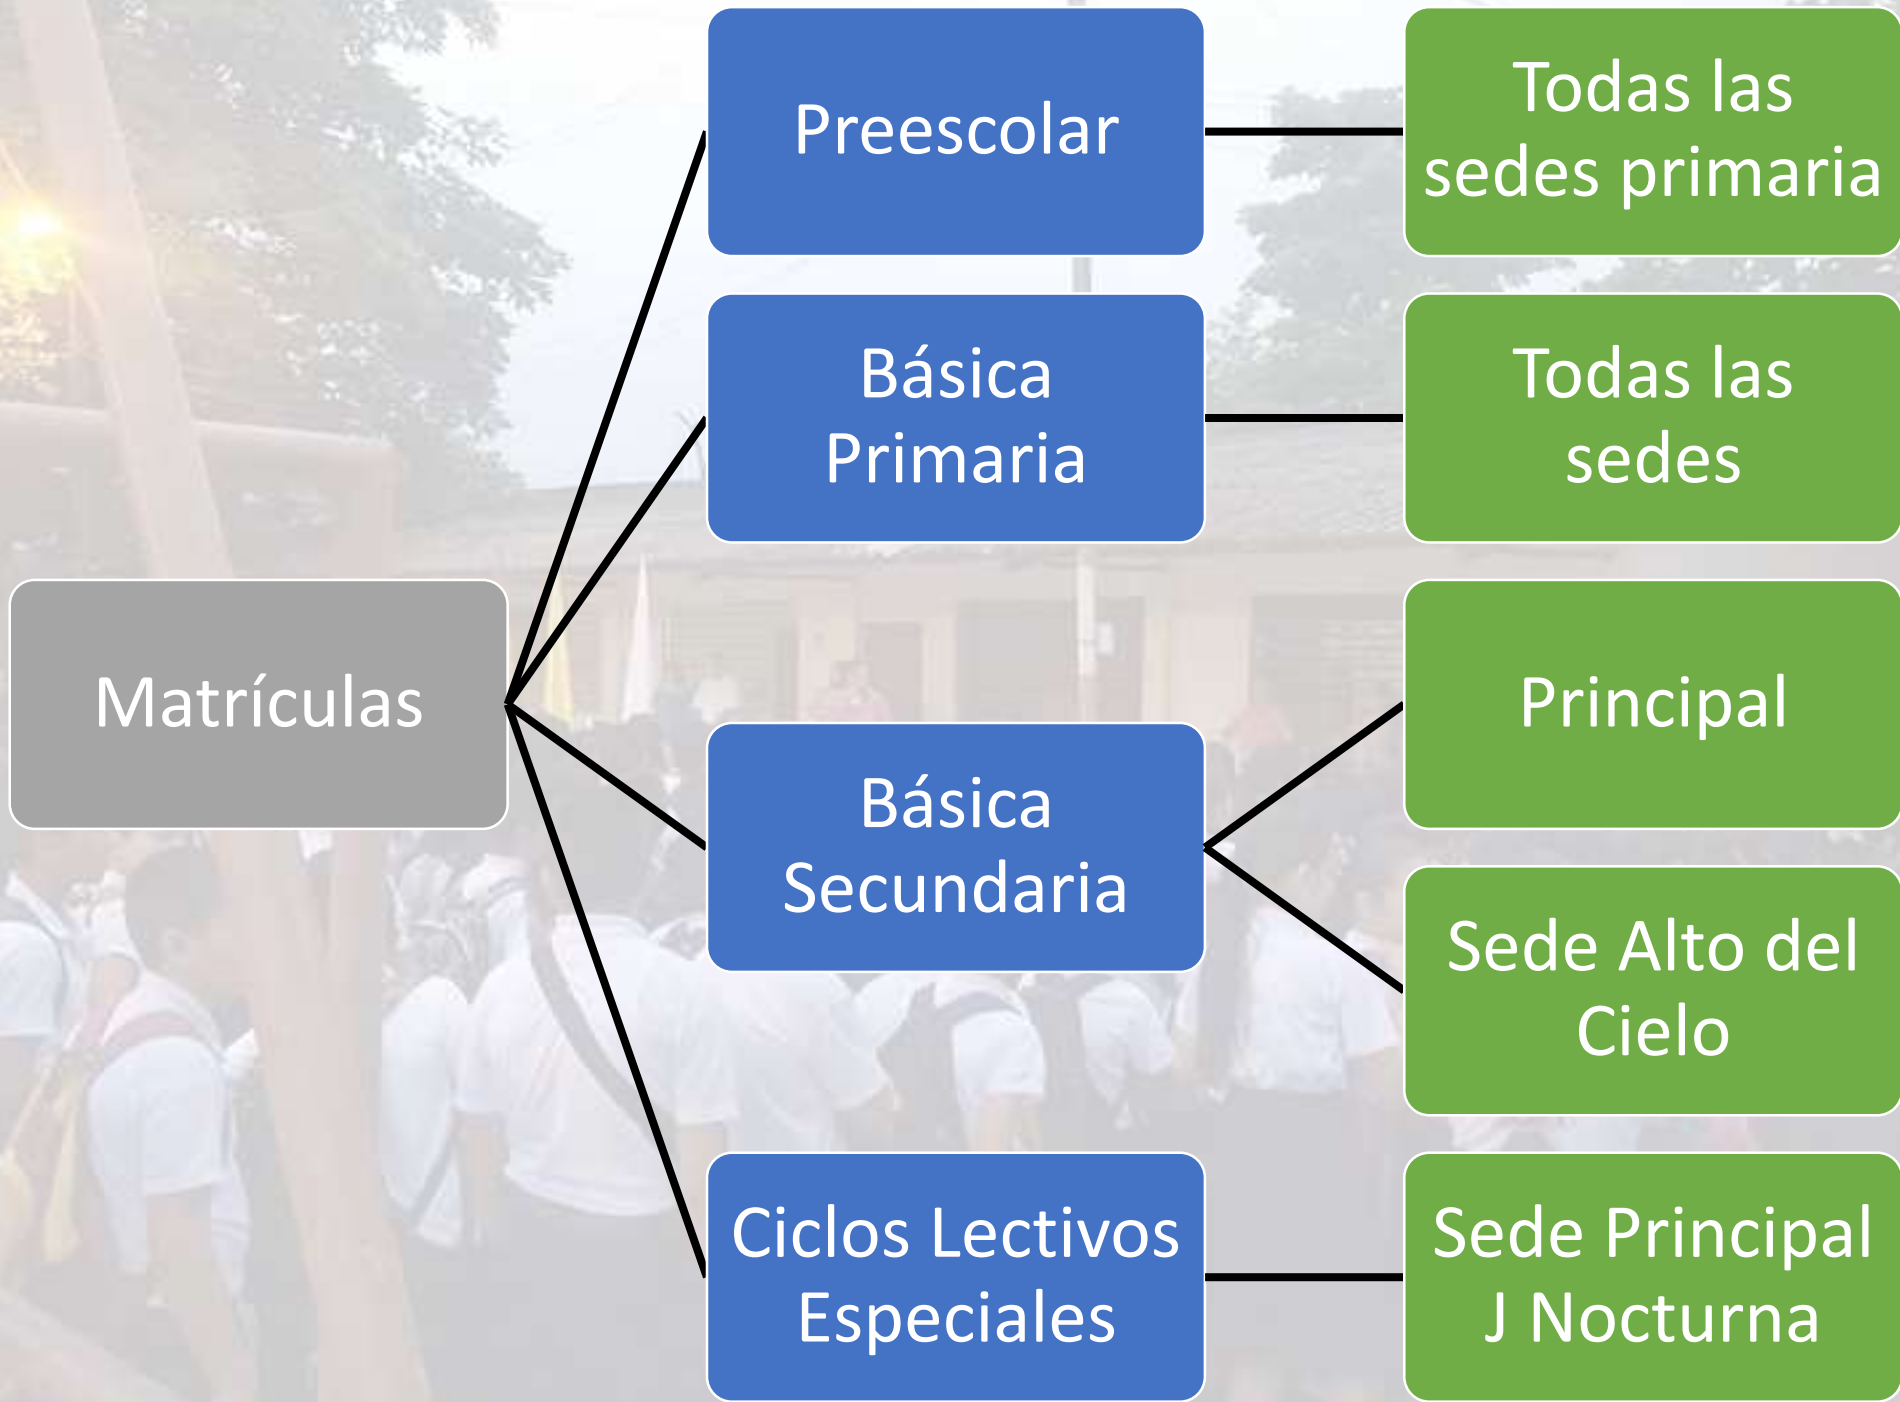 Matrículas
Preescolar
Todas las
sedes primaria
Básica
Primaria
Todas las
sedes
Básica
Secundaria
Principal
Sede Alto del
Cielo
Ciclos Lectivos
Especiales
Sede Principal
J Nocturna